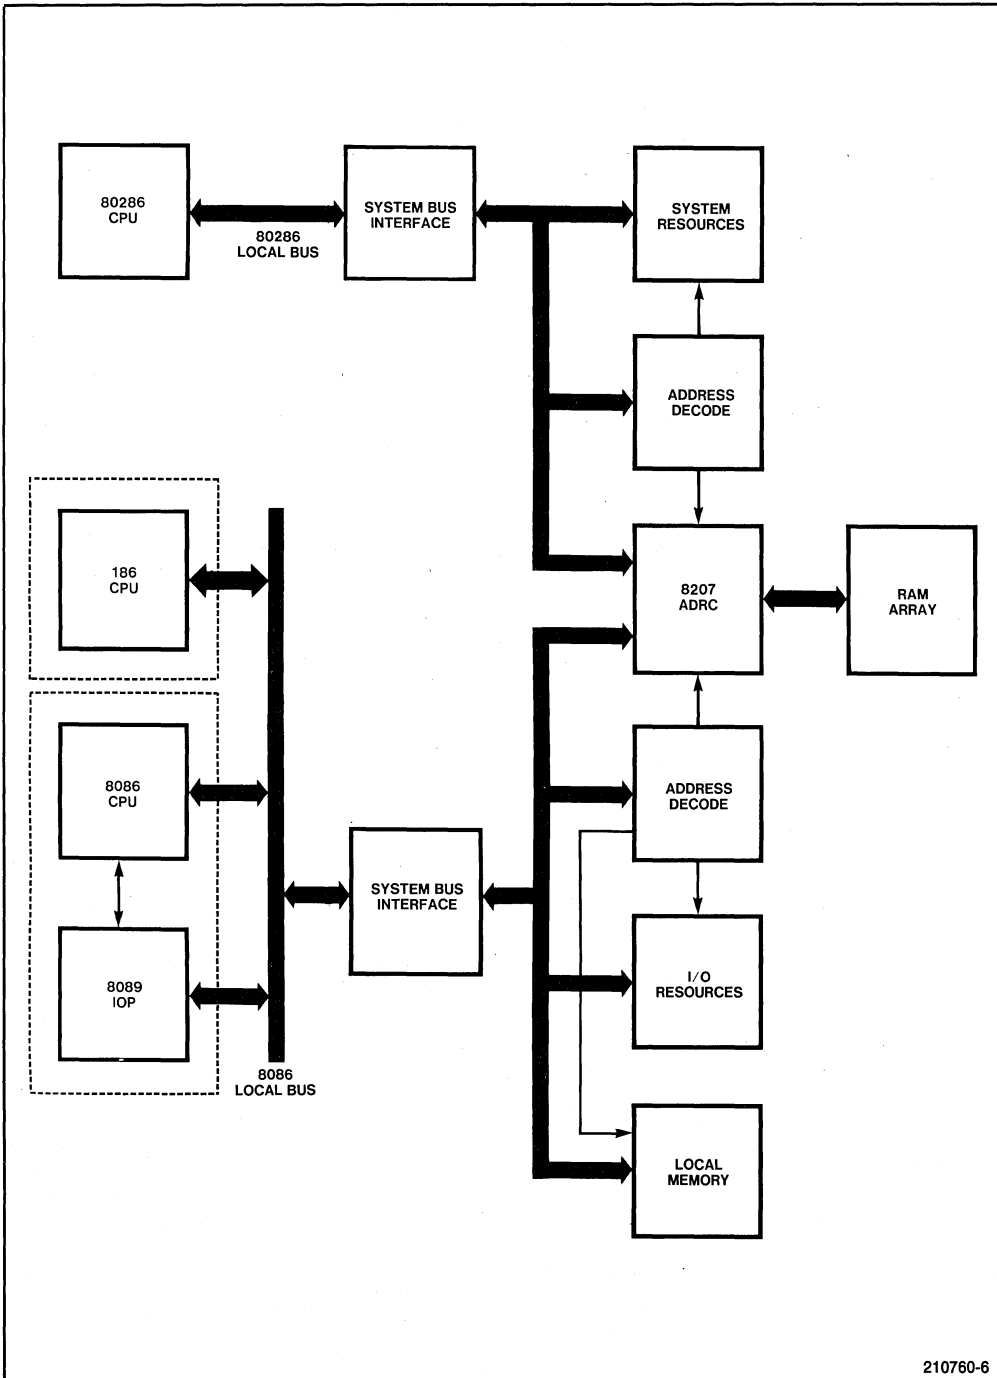 80286
CPU
80286
LOCAL BUS
SYSTEM BUS
INTERFACE
SYSTEM
RESOURCES
ADDRESS
DECODE
186
CPU
8207
ADRC
RAM
ARRAY
8086
CPU
ADDRESS
DECODE
SYSTEM BUS
INTERFACE
8089
IOP
I/O
RESOURCES
8086
LOCAL BUS
LOCAL
MEMORY
210760-6